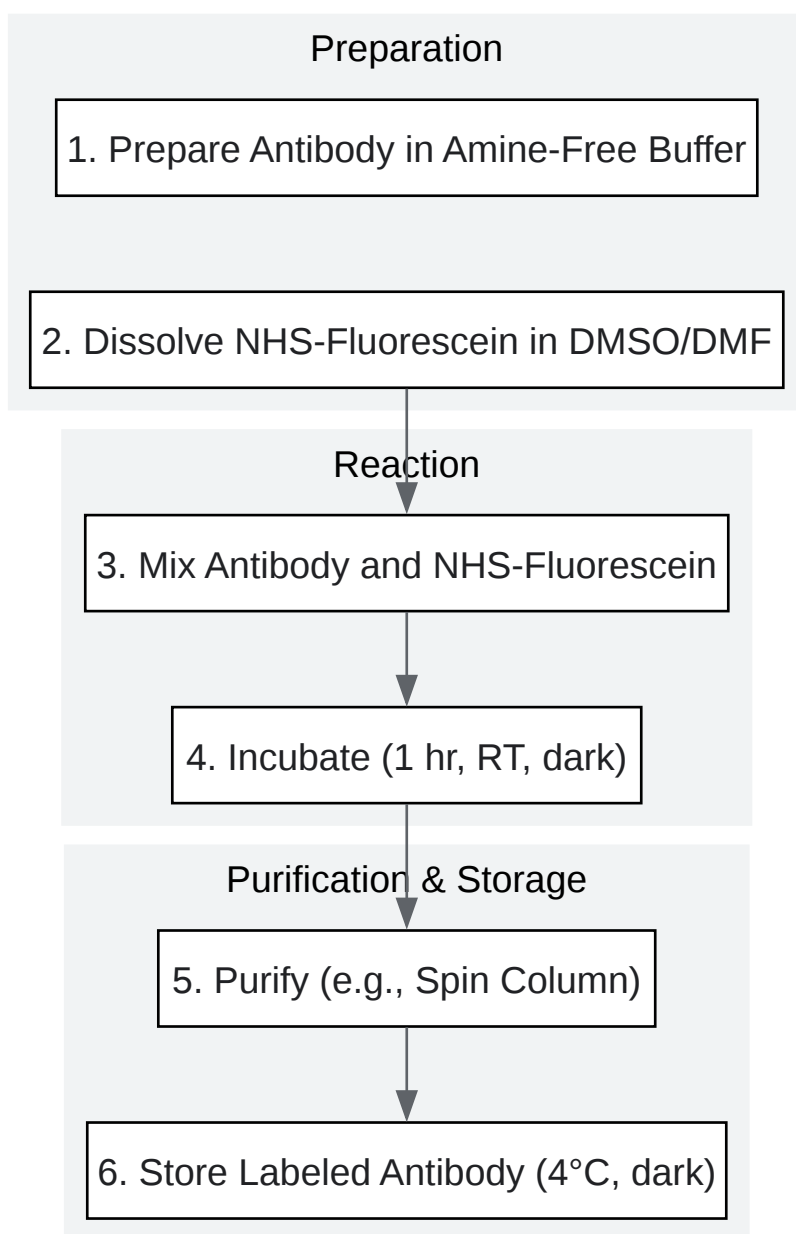 Preparation
1. Prepare Antibody in Amine-Free Buffer
2. Dissolve NHS-Fluorescein in DMSO/DMF
Reaction
3. Mix Antibody and NHS-Fluorescein
4. Incubate (1 hr, RT, dark)
Purification & Storage
5. Purify (e.g., Spin Column)
6. Store Labeled Antibody (4°C, dark)